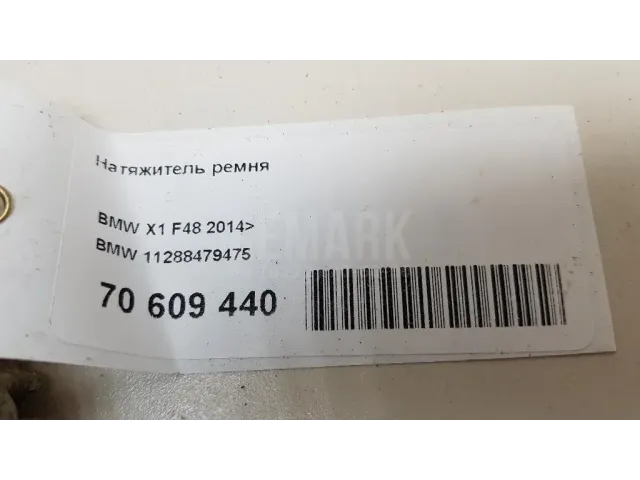 Натяжитель ремня
BMW X1 F48 2014>
BMW 11288479475
70 609 440